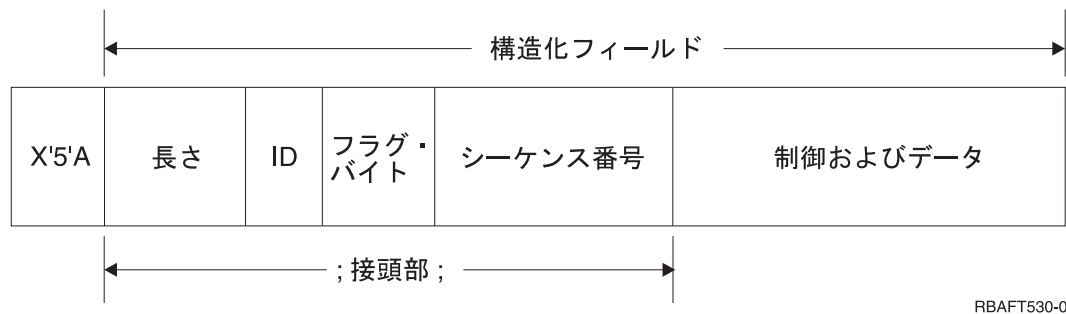 構造化フィールド
X'5'A
長さ
ID
フラグ・
バイト
シーケンス番号
制御およびデータ
; 接頭部 ;
RBAFT530-0